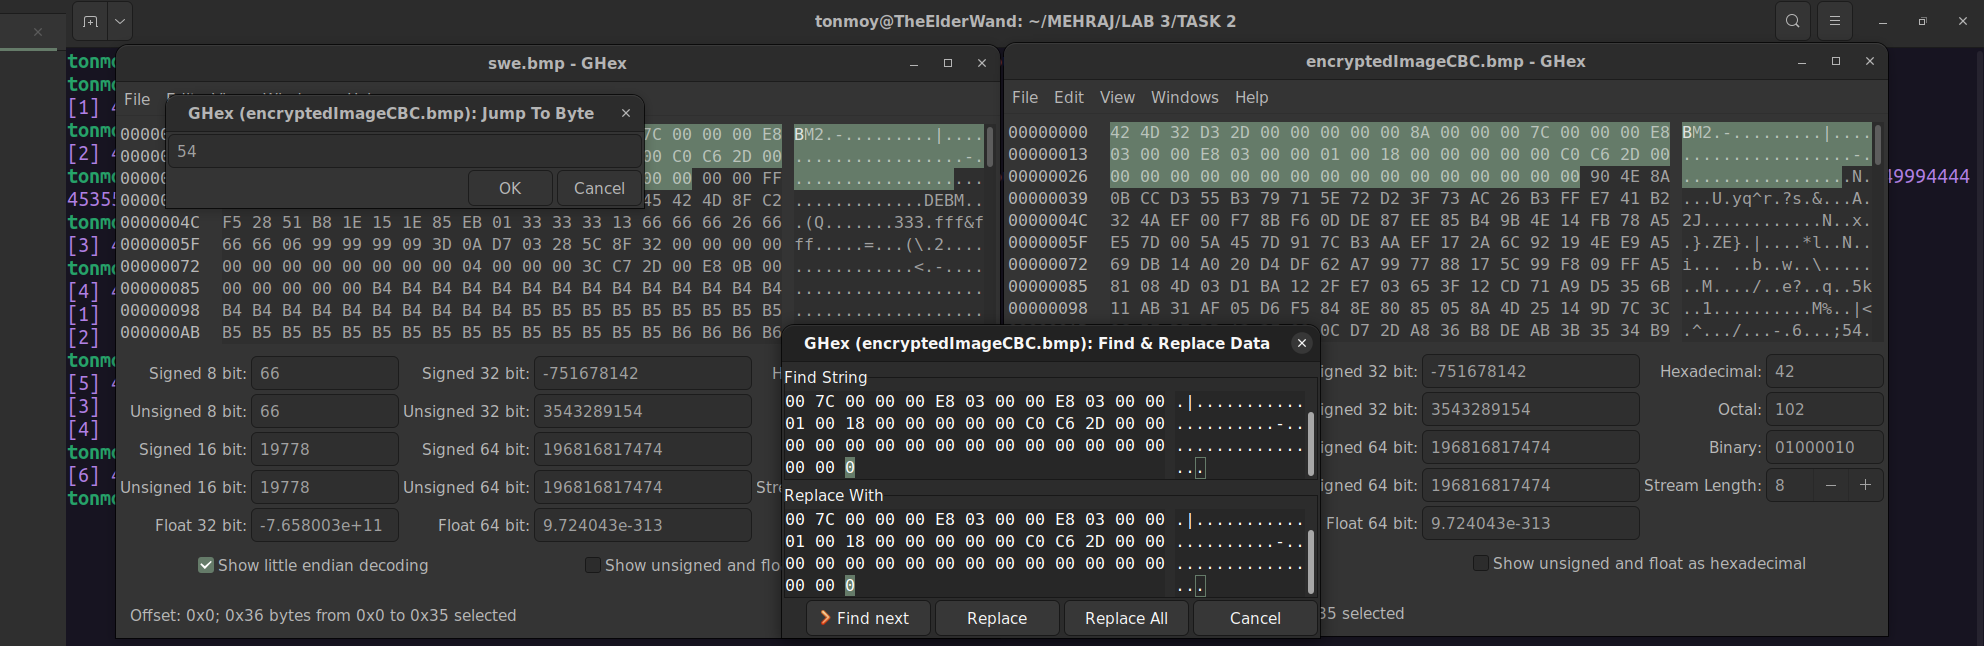 tonmoy@TheElderWand: ~/MEHRAJ/LAB 3/TASK 2
tonmo
tonmo
[1] 4
tonmo
[2] 4
tonmo
45355
49994444
tonmo
[3] 4
tonmo
[4] 4
[1]
[2]
tonmo
[5] 4
[3]
[4]
tonmo
[6] 4
tonmo
swe.bmp - GHex
File
GHex (encryptedImageCBC.bmp): Jump To Byte
54
OK Cancel
00000 7C 00 00 00 E8 BM2.-.........|....
00000 00 C0 C6 2D 00 .................-.
00000 00 00 00 00 FF ...................
00000 45 42 4D 8F C2 .............DEBM..
0000004C F5 28 51 B8 1E 15 1E 85 EB 01 33 33 33 13 66 66 66 26 66 .(Q.......333.fff&f
0000005F 66 66 06 99 99 99 09 3D 0A D7 03 28 5C 8F 32 00 00 00 00 ff.....=...(\.2....
00000072 00 00 00 00 00 00 00 00 04 00 00 00 3C C7 2D 00 E8 0B 00 ............<.-....
00000085 00 00 00 00 00 B4 B4 B4 B4 B4 B4 B4 B4 B4 B4 B4 B4 B4 B4 ...................
00000098 B4 B4 B4 B4 B4 B4 B4 B4 B4 B4 B5 B5 B5 B5 B5 B5 B5 B5 B5 ...................
000000AB B5 B5 B5 B5 B5 B5 B5 B5 B5 B5 B5 B5 B5 B5 B5 B6 B6 B6 B6
Signed 8 bit: 66 Signed 32 bit: -751678142 H
Unsigned 8 bit: 66 Unsigned 32 bit: 3543289154
Signed 16 bit: 19778 Signed 64 bit: 196816817474
Unsigned 16 bit: 19778 Unsigned 64 bit: 196816817474 Stre
Float 32 bit: -7.658003e+11 Float 64 bit: 9.724043e-313
Show little endian decoding Show unsigned and flo
Offset: 0x0; 0x36 bytes from 0x0 to 0x35 selected
encryptedImageCBC.bmp - GHex
File Edit View Windows Help
00000000 42 4D 32 D3 2D 00 00 00 00 00 8A 00 00 00 7C 00 00 00 E8 BM2.-.........|....
00000013 03 00 00 E8 03 00 00 01 00 18 00 00 00 00 00 C0 C6 2D 00 .................-.
00000026 00 00 00 00 00 00 00 00 00 00 00 00 00 00 00 00 90 4E 8A .................N.
00000039 0B CC D3 55 B3 79 71 5E 72 D2 3F 73 AC 26 B3 FF E7 41 B2 ...U.yq^r.?s.&...A.
0000004C 32 4A EF 00 F7 8B F6 0D DE 87 EE 85 B4 9B 4E 14 FB 78 A5 2J............N..x.
0000005F E5 7D 00 5A 45 7D 91 7C B3 AA EF 17 2A 6C 92 19 4E E9 A5 .}.ZE}.|....*l..N..
00000072 69 DB 14 A0 20 D4 DF 62 A7 99 77 88 17 5C 99 F8 09 FF A5 i... ..b..w..\.....
00000085 81 08 4D 03 D1 BA 12 2F E7 03 65 3F 12 CD 71 A9 D5 35 6B ..M..../..e?..q..5k
00000098 11 AB 31 AF 05 D6 F5 84 8E 80 85 05 8A 4D 25 14 9D 7C 3C ..1..........M%..|<
0C D7 2D A8 36 B8 DE AB 3B 35 34 B9 .^.../...-.6...;54.
igned 32 bit: -751678142 Hexadecimal: 42
igned 32 bit: 3543289154 Octal: 102
igned 64 bit: 196816817474 Binary: 01000010
igned 64 bit: 196816817474 Stream Length: 8
Float 64 bit: 9.724043e-313
Show unsigned and float as hexadecimal
35 selected
GHex (encryptedImageCBC.bmp): Find & Replace Data
Find String
00 7C 00 00 00 E8 03 00 00 E8 03 00 00 .|...........
01 00 18 00 00 00 00 00 C0 C6 2D 00 00 ..........-..
00 00 00 00 00 00 00 00 00 00 00 00 00 .............
00 00 0 ...
Replace With
00 7C 00 00 00 E8 03 00 00 E8 03 00 00 .|...........
01 00 18 00 00 00 00 00 C0 C6 2D 00 00 ..........-..
00 00 00 00 00 00 00 00 00 00 00 00 00 .............
00 00 0 ...
Find next Replace Replace All Cancel